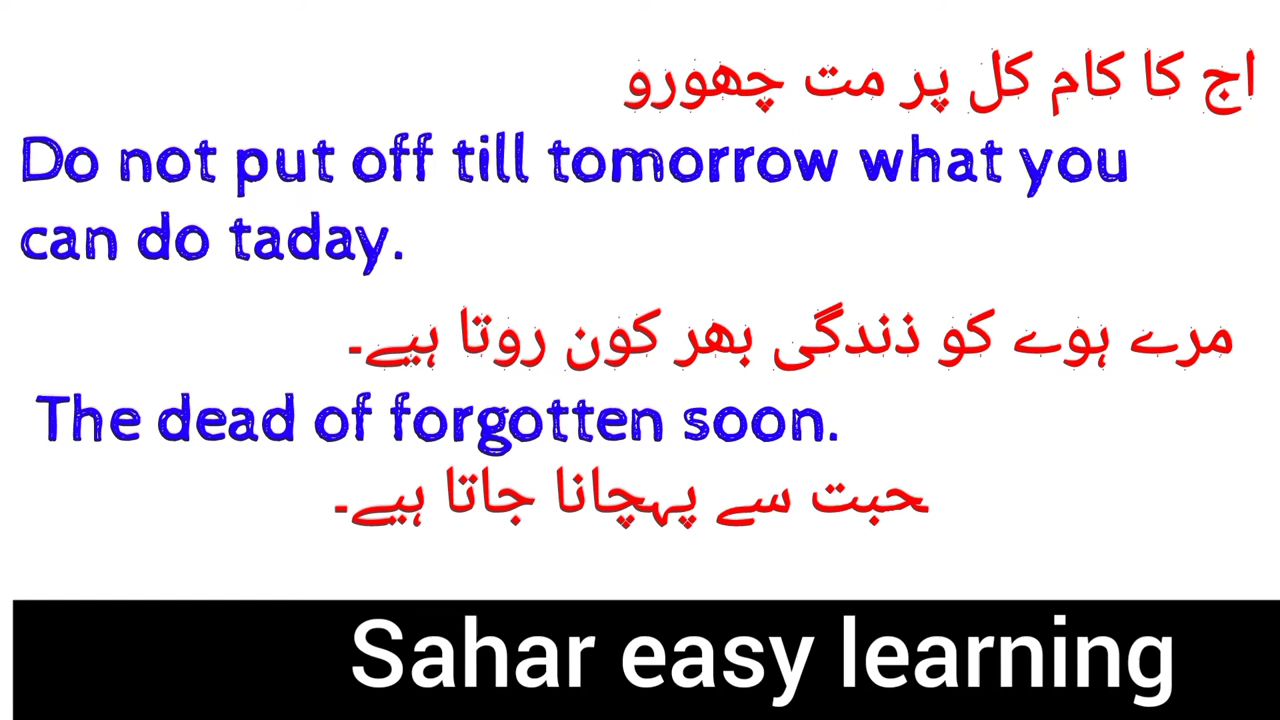 اج کا کام کل پر مت چھورو
Do not put off till tomorrow what you
can do taday.
مرے ہوے کو ذندگی بھر کون روتا ہیے۔
The dead of forgotten soon.
حبت سے پہچانا جاتا ہیے۔
Sahar easy learning